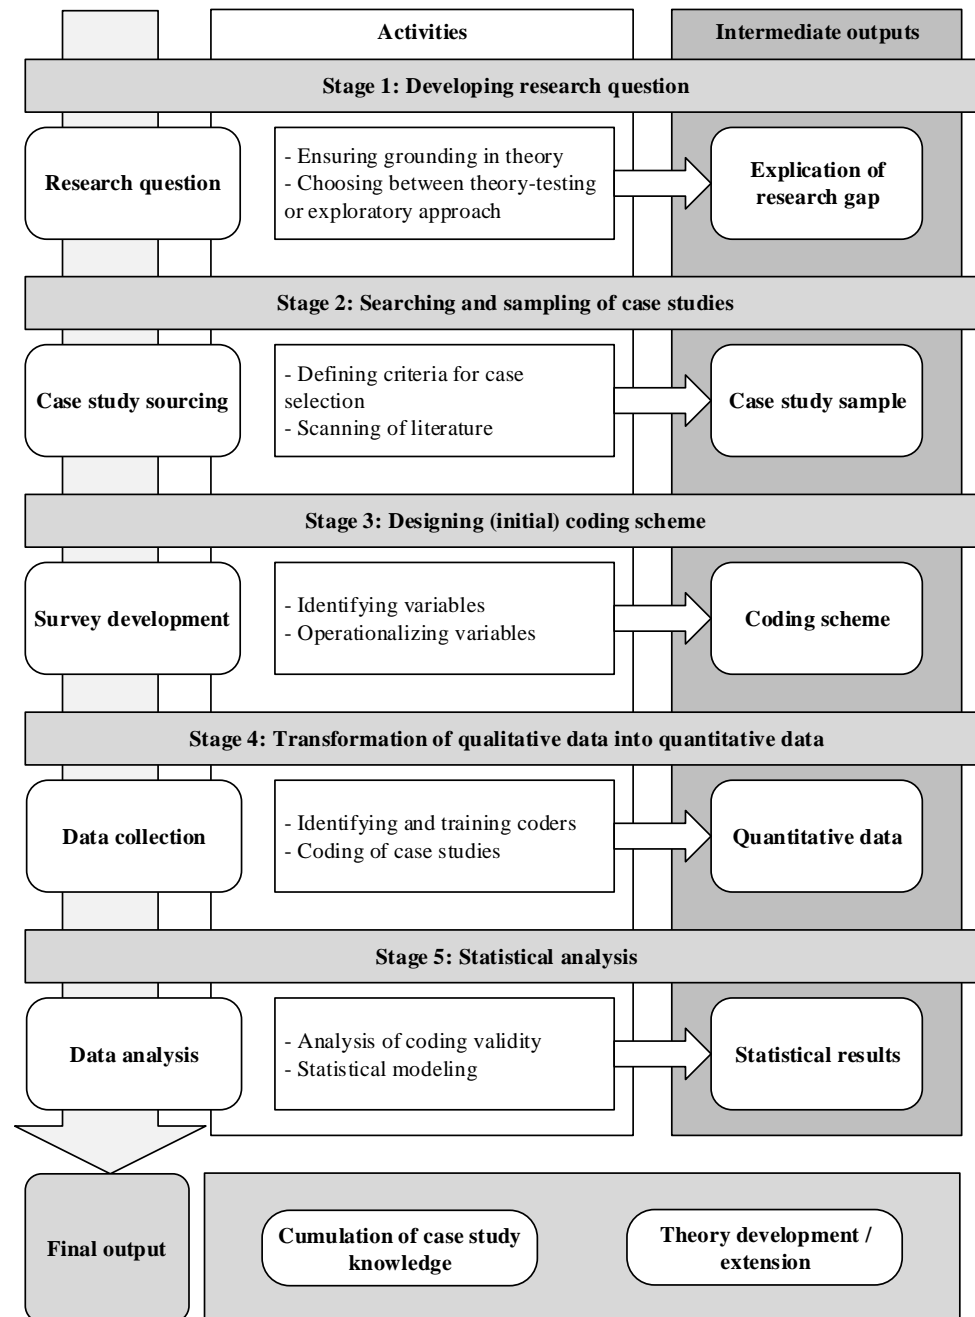 Activities
Intermediate outputs
Stage 1: Developing research question
Research question
- Ensuring grounding in theory
- Choosing between theory-testing
or exploratory approach
Explication of
research gap
Stage 2: Searching and sampling of case studies
Case study sourcing
- Defining criteria for case
selection
- Scanning of literature
Case study sample
Stage 3: Designing (initial) coding scheme
Survey development
- Identifying variables
- Operationalizing variables
Coding scheme
Stage 4: Transformation of qualitative data into quantitative data
Data collection
- Identifying and training coders
- Coding of case studies
Quantitative data
Stage 5: Statistical analysis
Data analysis
- Analysis of coding validity
- Statistical modeling
Statistical results
Final output
Cumulation of case study
knowledge
Theory development /
extension